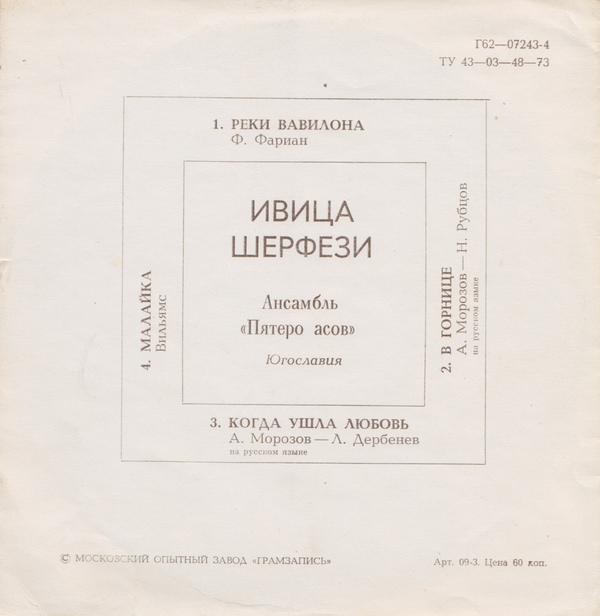 Г62—07243-4
ТУ 43—03—48—73
1. РЕКИ ВАВИЛОНА
Ф. Фариан
ИВИЦА
ШЕРФЕЗИ
Ансамбль
«Пятеро асов»
Югославия
2. В ГОРНИЦЕ
А. Морозов — Н. Рубцов
на русском языке
3. КОГДА УШЛА ЛЮБОВЬ
А. Морозов — Л. Дербенев
на русском языке
4. МАЛАЙКА
Вильямс
© МОСКОВСКИЙ ОПЫТНЫЙ ЗАВОД «ГРАМЗАПИСЬ»
Арт. 09-3. Цена 60 коп.